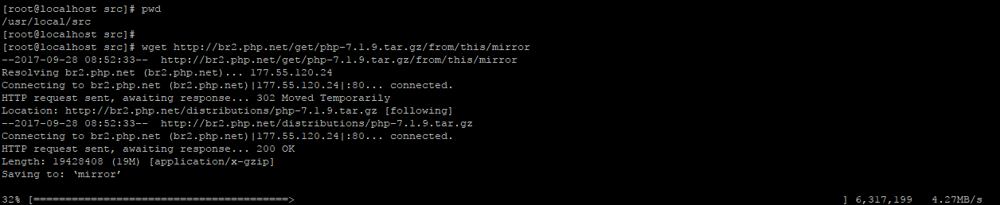 [root@localhost src]# pwd
/usr/local/src
[root@localhost src]#
[root@localhost src]# wget http://br2.php.net/get/php-7.1.9.tar.gz/from/this/mirror
--2017-09-28 08:52:33--  http://br2.php.net/get/php-7.1.9.tar.gz/from/this/mirror
Resolving br2.php.net (br2.php.net)... 177.55.120.24
Connecting to br2.php.net (br2.php.net)|177.55.120.24|:80... connected.
HTTP request sent, awaiting response... 302 Moved Temporarily
Location: http://br2.php.net/distributions/php-7.1.9.tar.gz [following]
--2017-09-28 08:52:33--  http://br2.php.net/distributions/php-7.1.9.tar.gz
Connecting to br2.php.net (br2.php.net)|177.55.120.24|:80... connected.
HTTP request sent, awaiting response... 200 OK
Length: 19428408 (19M) [application/x-gzip]
Saving to: ‘mirror’
32% [========================================>                                                                                      ] 6,317,199   4.27MB/s